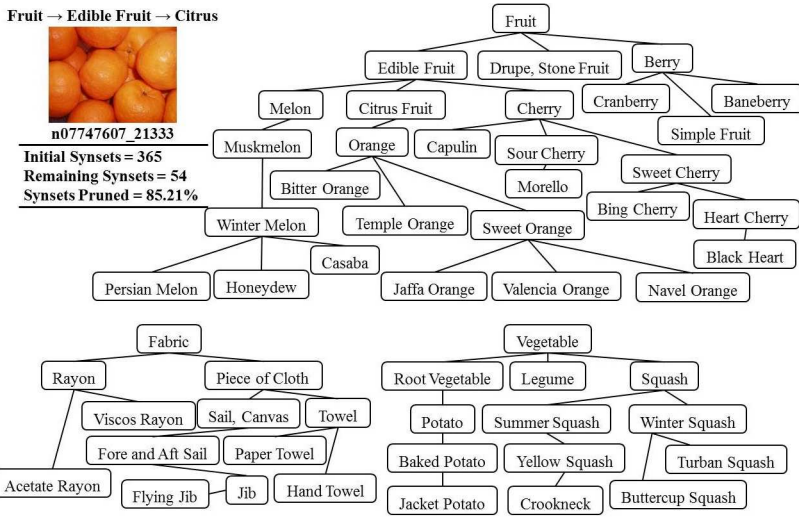 Fruit → Edible Fruit → Citrus
n07747607_21333
Initial Synsets = 365
Remaining Synsets = 54
Synsets Pruned = 85.21%
Fruit
Edible Fruit
Drupe, Stone Fruit
Berry
Melon
Citrus Fruit
Cherry
Cranberry
Baneberry
Simple Fruit
Muskmelon
Orange
Capulin
Sour Cherry
Sweet Cherry
Bitter Orange
Morello
Winter Melon
Temple Orange
Sweet Orange
Bing Cherry
Heart Cherry
Black Heart
Persian Melon
Honeydew
Casaba
Jaffa Orange
Valencia Orange
Navel Orange
Fabric
Rayon
Piece of Cloth
Viscos Rayon
Sail, Canvas
Towel
Fore and Aft Sail
Paper Towel
Acetate Rayon
Flying Jib
Jib
Hand Towel
Vegetable
Root Vegetable
Legume
Squash
Potato
Summer Squash
Winter Squash
Baked Potato
Yellow Squash
Turban Squash
Jacket Potato
Crookneck
Buttercup Squash